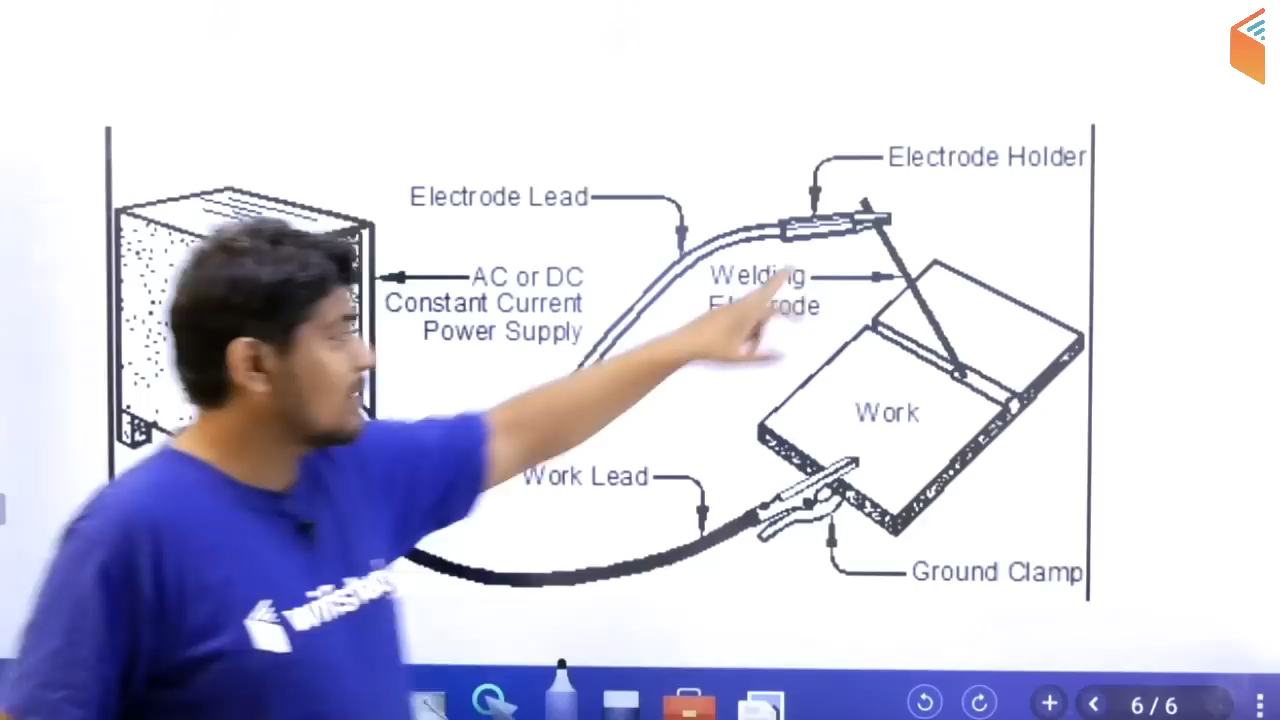 Electrode Holder
Electrode Lead
AC or DC
Constant Current
Power Supply
Welding
Work
Work Lead
Ground Clamp
6 / 6